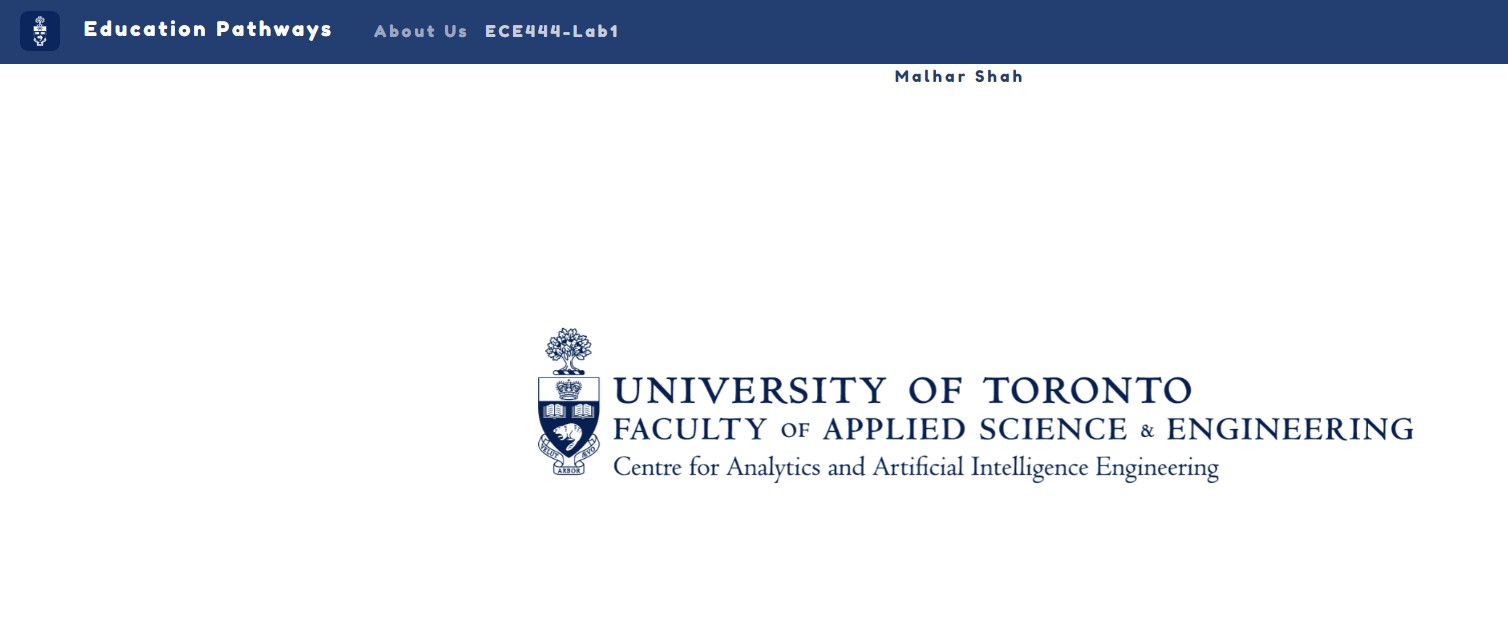 Education Pathways About Us ECE444-Lab1
Malhar Shah
UNIVERSITY OF TORONTO
FACULTY OF APPLIED SCIENCE & ENGINEERING
Centre for Analytics and Artificial Intelligence Engineering
VELUT ARBOR ÆVO